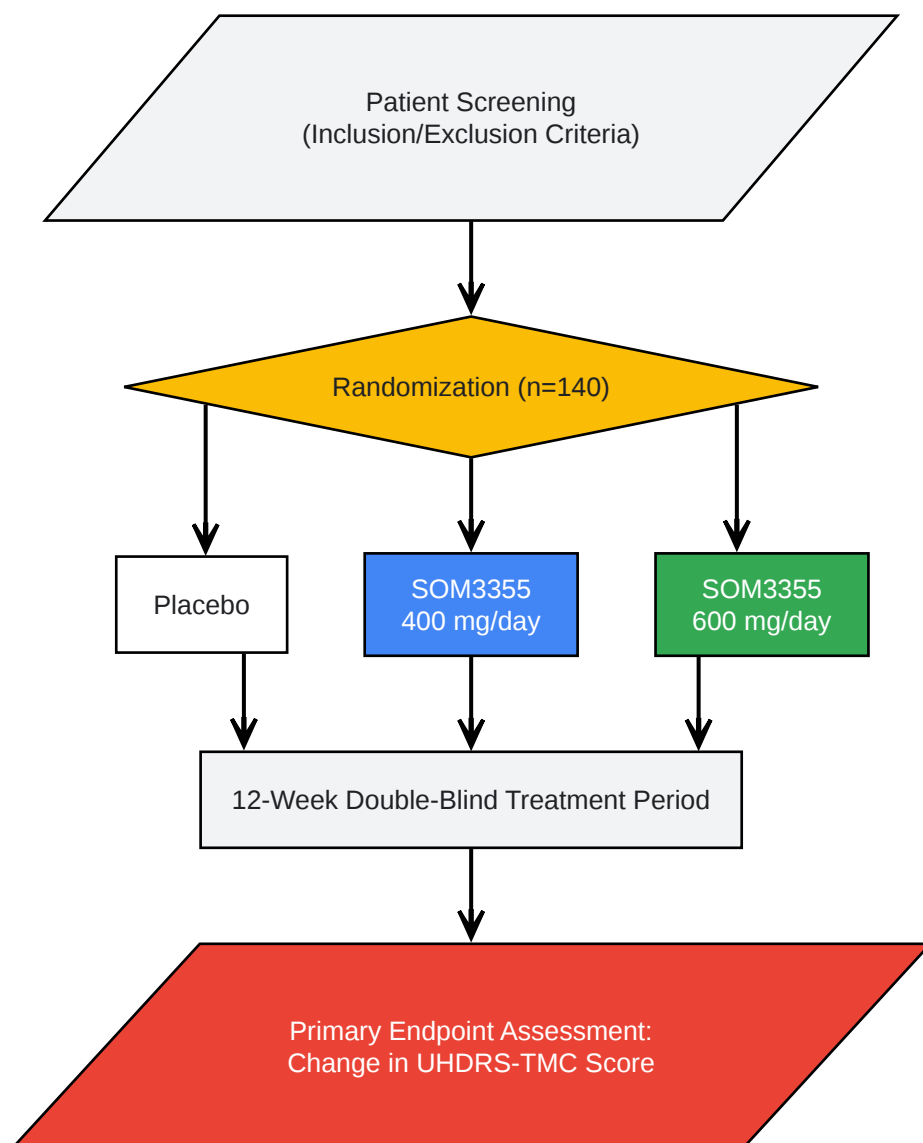 Patient Screening
(Inclusion/Exclusion Criteria)
Randomization (n=140)
Placebo
SOM3355
400 mg/day
SOM3355
600 mg/day
12-Week Double-Blind Treatment Period
Primary Endpoint Assessment:
Change in UHDRS-TMC Score